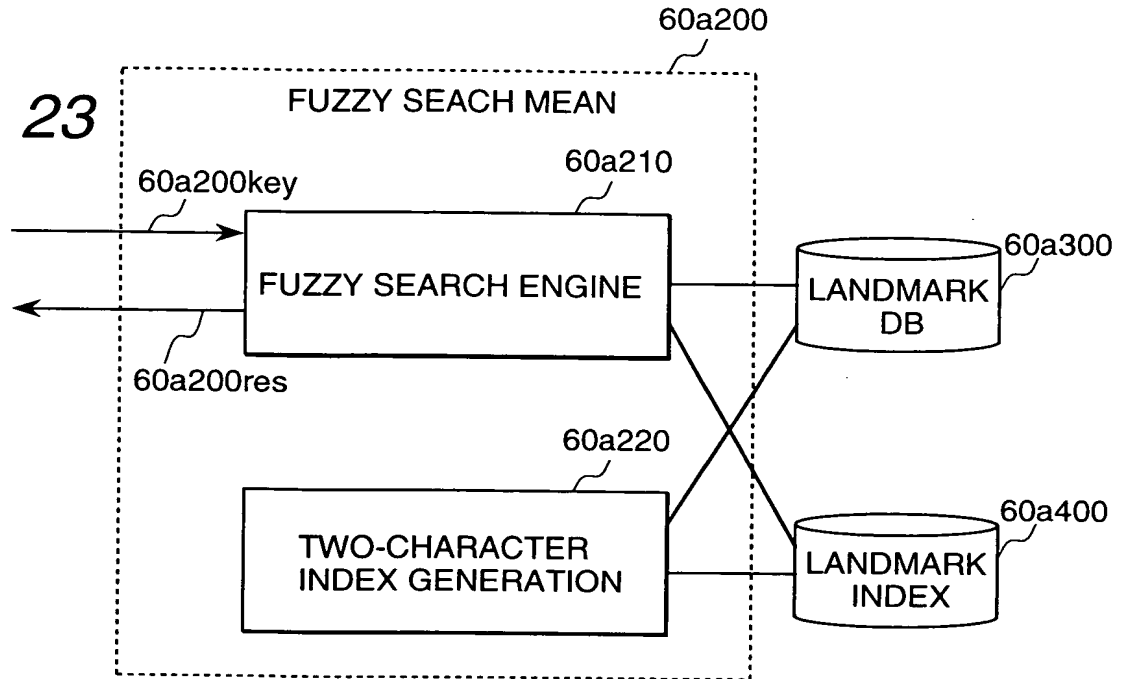 60a200
23
FUZZY SEACH MEAN
60a210
60a200key
FUZZY SEARCH ENGINE
60a300
LANDMARK
DB
60a200res
60a220
60a400
TWO-CHARACTER
INDEX GENERATION
LANDMARK
INDEX